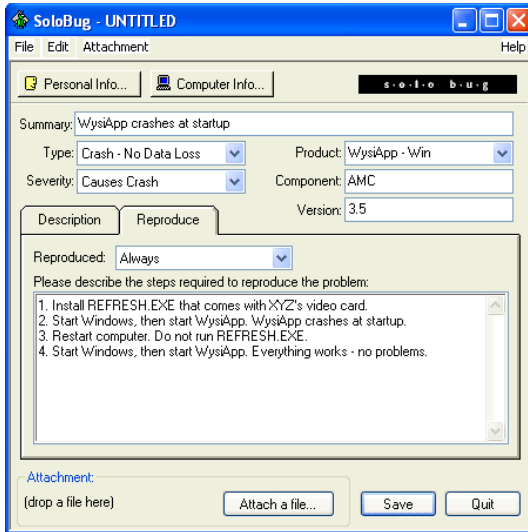 SoloBug - UNTITLED
File Edit Attachment Help
Personal Info... Computer Info... s·o·l·o b·u·g
Summary: WysiApp crashes at startup
Type: Crash - No Data Loss Product: WysiApp - Win
Severity: Causes Crash Component: AMC
Version: 3.5
Description Reproduce
Reproduced: Always
Please describe the steps required to reproduce the problem:
1. Install REFRESH.EXE that comes with XYZ's video card.
2. Start Windows, then start WysiApp. WysiApp crashes at startup.
3. Restart computer. Do not run REFRESH.EXE.
4. Start Windows, then start WysiApp. Everything works - no problems.
Attachment:
(drop a file here) Attach a file... Save Quit